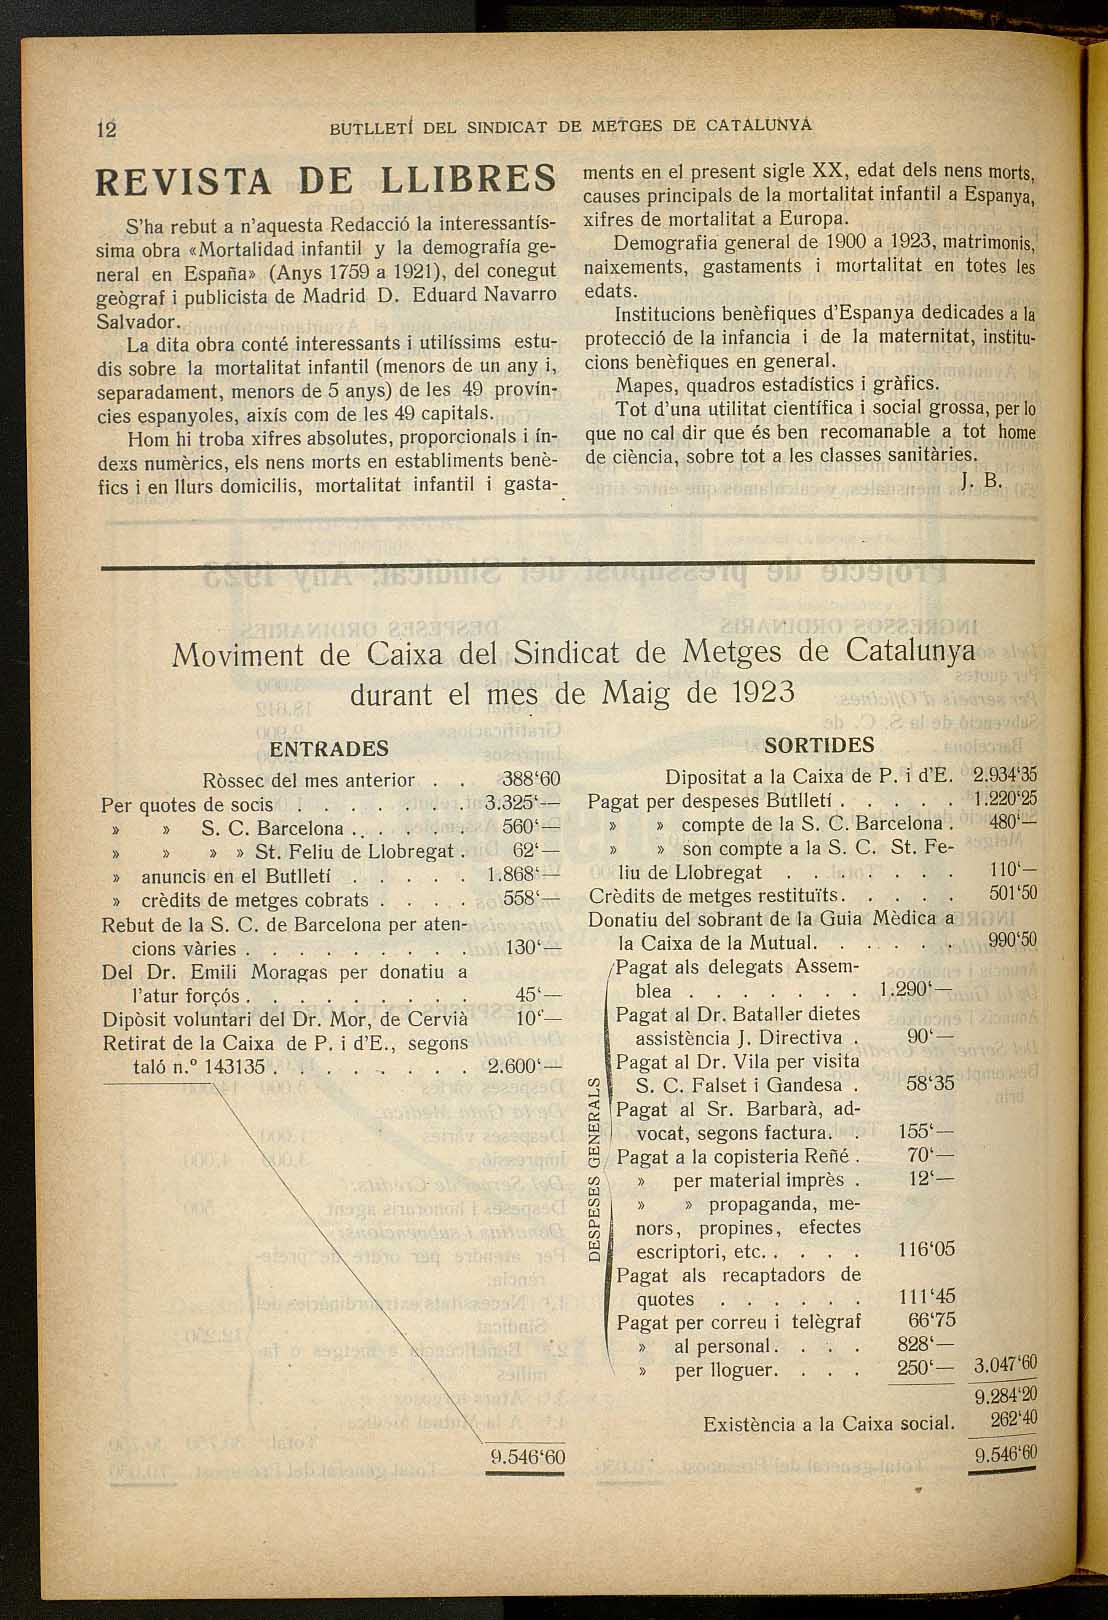 12
BUTLLETÍ DEL SINDICAT DE METGES DE CATALUNYA
REVISTA DE LLIBRES
S'ha rebut a n'aquesta Redacció la interessantís-
sima obra «Mortalidad infantil y la demografía ge-
neral en España» (Anys 1759 a 1921), del conegut
geògraf i publicista de Madrid D. Eduard Navarro
Salvador.
La dita obra conté interessants i utilíssims estu-
dis sobre la mortalitat infantil (menors de un any i,
separadament, menors de 5 anys) de les 49 provín-
cies espanyoles, aixís com de les 49 capitals.
Hom hi troba xifres absolutes, proporcionals i ín-
dexs numèrics, els nens morts en establiments benè-
fics i en llurs domicilis, mortalitat infantil i gasta-
ments en el present sigle XX, edat dels nens morts,
causes principals de la mortalitat infantil a Espanya,
xifres de mortalitat a Europa.
Demografia general de 1900 a 1923, matrimonis,
naixements, gastaments i mortalitat en totes les
edats.
Institucions benèfiques d'Espanya dedicades a la
protecció de la infancia i de la maternitat, institu-
cions benèfiques en general.
Mapes, quadros estadístics i gràfics.
Tot d'una utilitat científica i social grossa, per lo
que no cal dir que és ben recomanable a tot home
de ciència, sobre tot a les classes sanitàries.
J. B.
Moviment de Caixa del Sindicat de Metges de Catalunya
durant el mes de Maig de 1923
ENTRADES
Ròssec del mes anterior . . 388'60
Per quotes de socis . . . . . . . 3.325'—
» » S. C. Barcelona . . . . . 560'—
» » » » St. Feliu de Llobregat . 62'—
» anuncis en el Butlletí . . . . . 1.868'—
» crèdits de metges cobrats . . . . 558'—
Rebut de la S. C. de Barcelona per aten-
cions vàries . . . . . . . . . 130'—
Del Dr. Emili Moragas per donatiu a
l'atur forçós . . . . . . . . . 45'—
Dipòsit voluntari del Dr. Mor, de Cervià 10'—
Retirat de la Caixa de P. i d'E., segons
taló n.º 143135 . . . . . . . . 2.600'—
9.546'60
SORTIDES
Dipositat a la Caixa de P. i d'E. 2.934'35
Pagat per despeses Butlletí . . . . . 1.220'25
» » compte de la S. C. Barcelona . 480'—
» » son compte a la S. C. St. Fe-
liu de Llobregat . . . . . . . 110'—
Crèdits de metges restituïts . . . . . 501'50
Donatiu del sobrant de la Guia Mèdica a
la Caixa de la Mutual . . . . . . 990'50
DESPESES GENERALS
Pagat als delegats Assem-
blea . . . . . . . 1.290'—
Pagat al Dr. Bataller dietes
assistència J. Directiva . 90'—
Pagat al Dr. Vila per visita
S. C. Falset i Gandesa . 58'35
Pagat al Sr. Barbarà, ad-
vocat, segons factura . . 155'—
Pagat a la copisteria Reñé . 70'—
» per material imprès . 12'—
» » propaganda, me-
nors, propines, efectes
escriptori, etc. . . . . 116'05
Pagat als recaptadors de
quotes . . . . . . 111'45
Pagat per correu i telègraf 66'75
» al personal . . . . 828'—
» per lloguer . . . . 250'— 3.047'60
9.284'20
Existència a la Caixa social. 262'40
9.546'60